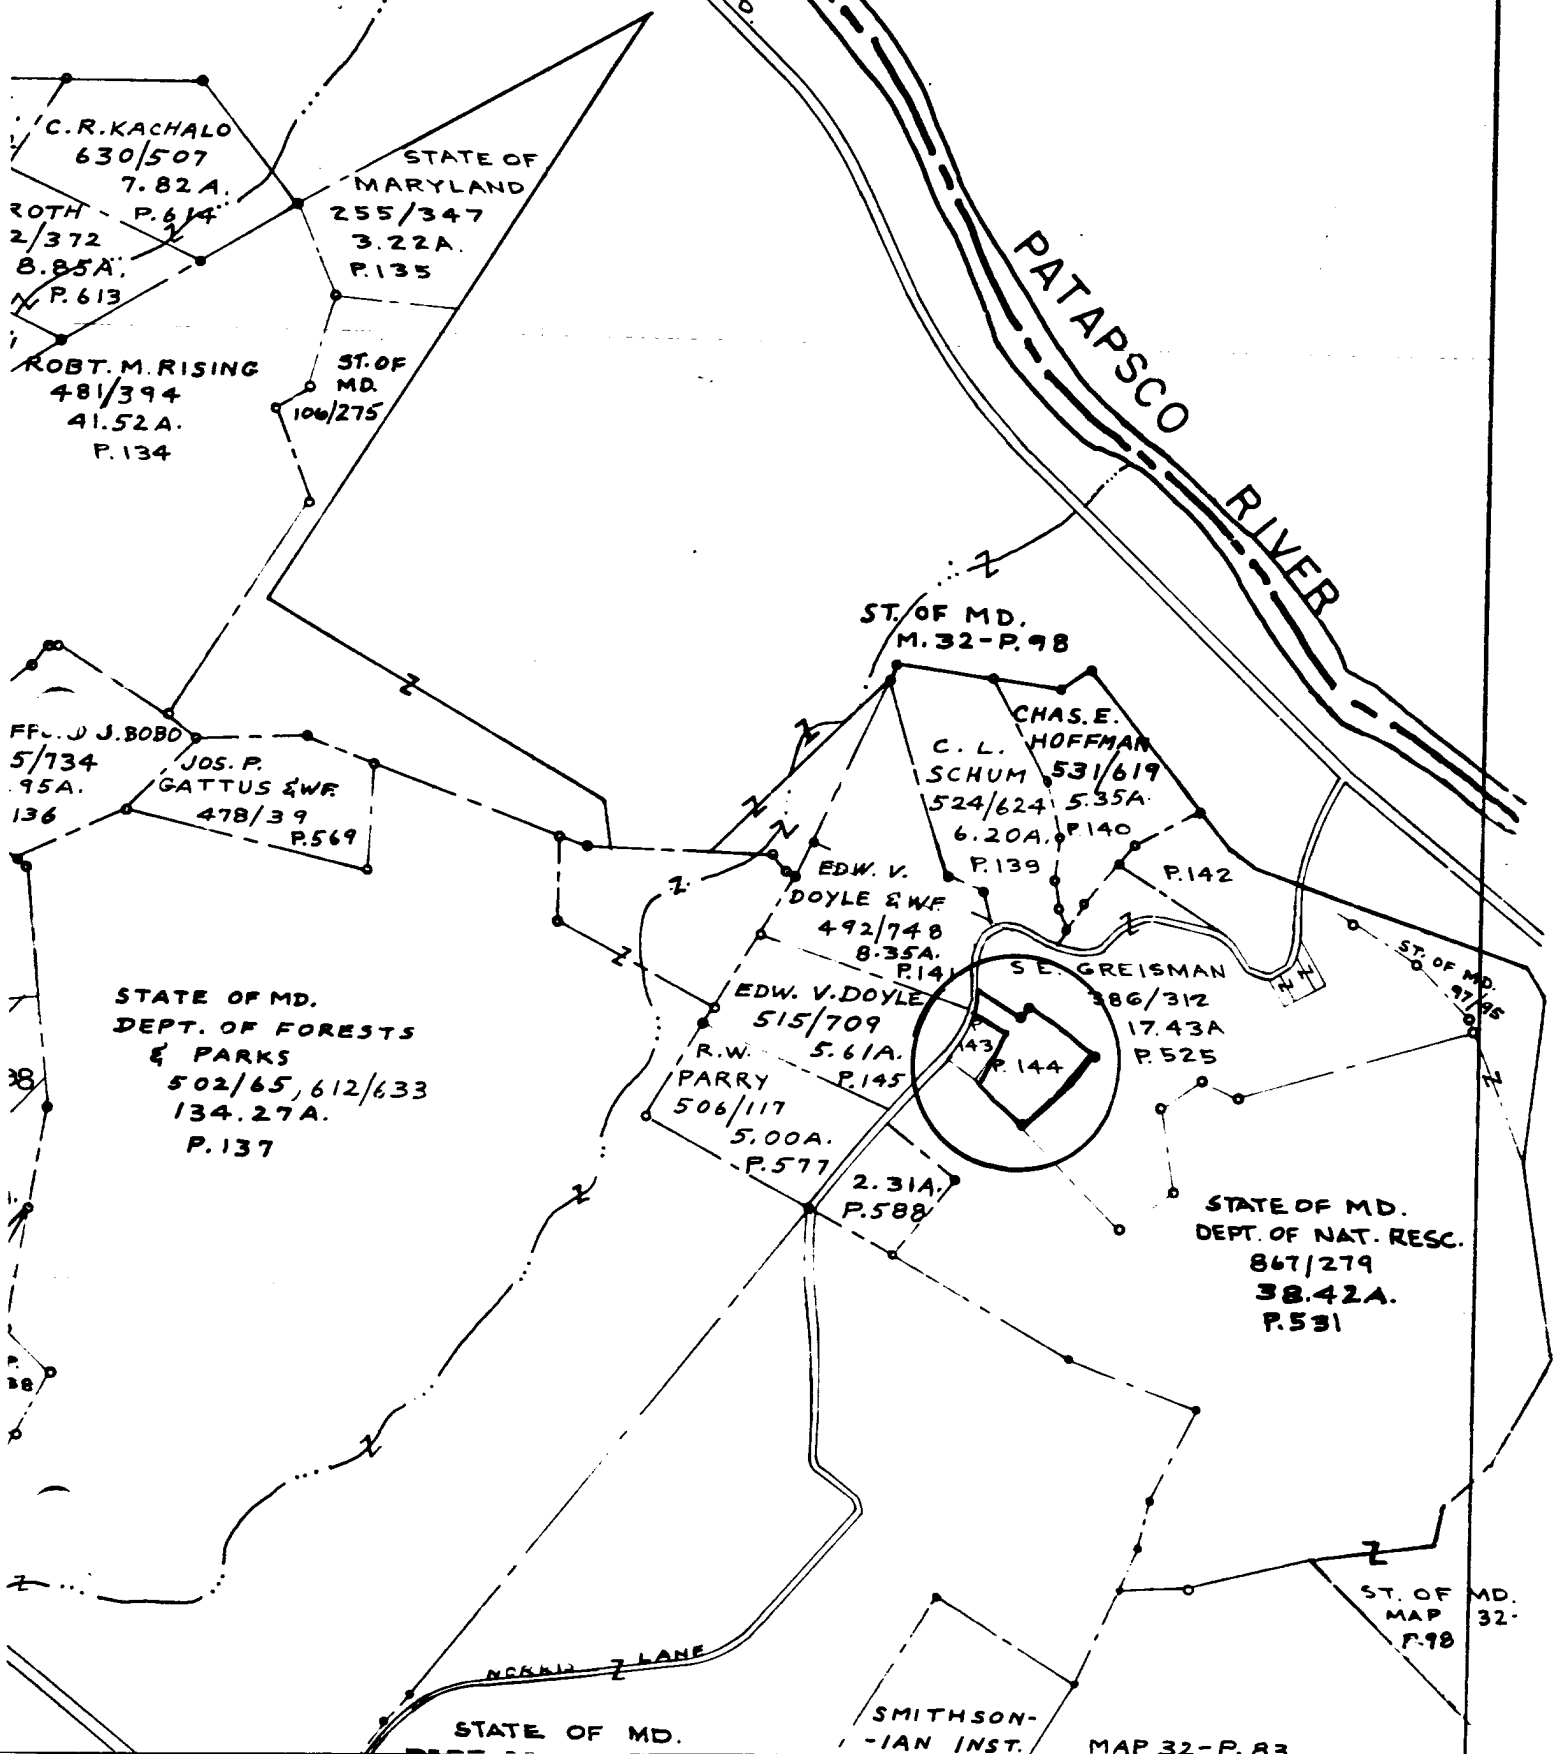 C.R.KACHALO
630/507
7.82A.
P.614
STATE OF
MARYLAND
255/347
3.22A.
P.135
ROTH
2/372
8.85A.
P.613
ROBT. M. RISING
481/394
41.52A.
P.134
ST. OF
MD.
106/275
PATAPSCO
RIVER
ST. OF MD.
M.32-P.98
J.BOBO
5/734
95A.
136
JOS. P.
GATTUS & WF.
478/39
P.569
CHAS. E.
HOFFMAN
531/619
5.35A.
P.140
C. L.
SCHUM
524/624
6.20A.
P.139
P.142
EDW. V.
DOYLE & WF.
492/748
8.35A.
P.141
S E. GREISMAN
386/312
17.43A
P.525
ST. OF MD.
97/95
EDW. V. DOYLE
515/709
5.61A.
P.145
P.
143
P. 144
R.W.
PARRY
506/117
5.00A.
P.577
2.31A.
P.588
STATE OF MD.
DEPT. OF FORESTS
& PARKS
502/65, 612/633
134.27A.
P.137
STATE OF MD.
DEPT. OF NAT. RESC.
867/279
38.42A.
P.531
P.
38
LANE
ST. OF MD.
MAP 32-
P.98
STATE OF MD.
SMITHSON-
-IAN INST.
MAP 32-P. 83